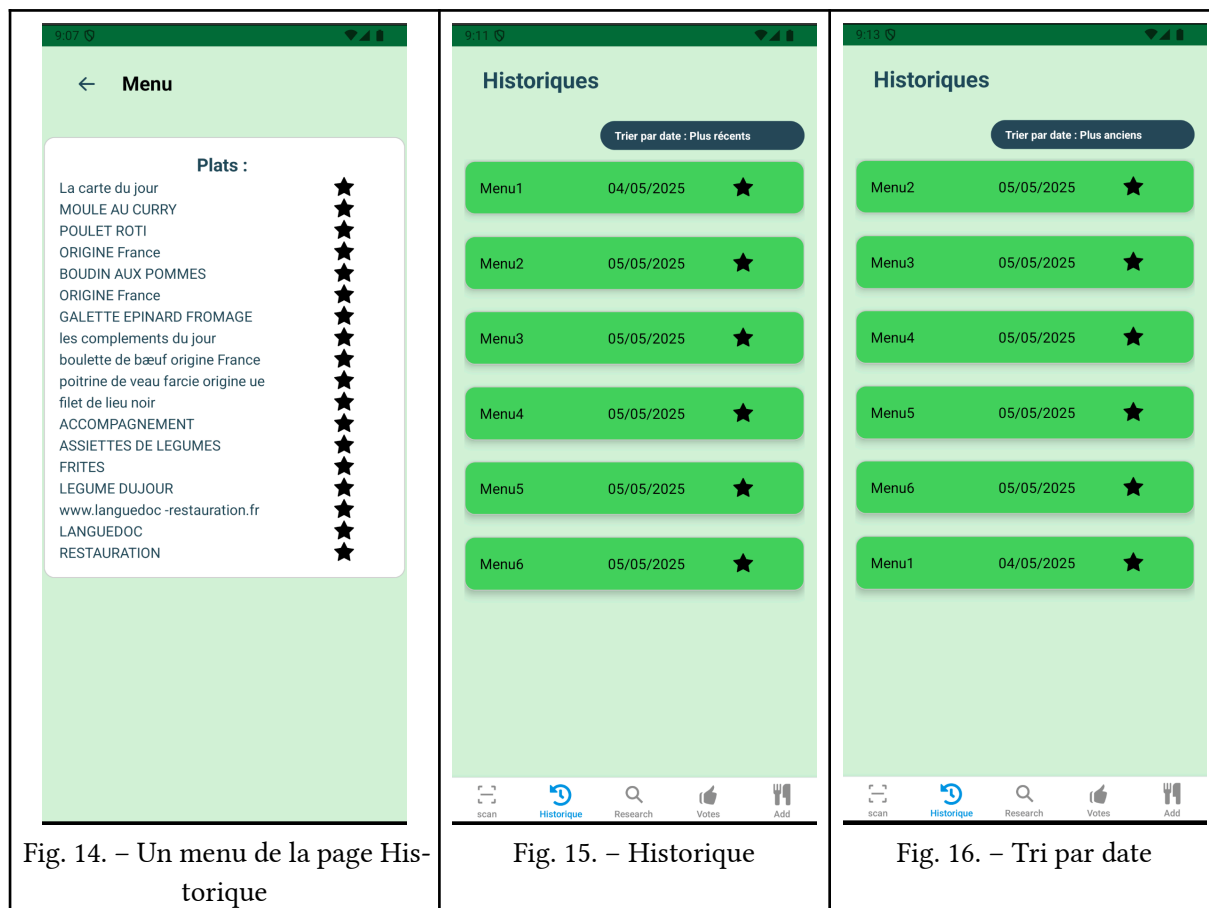 9:07
Menu
Plats :
La carte du jour
MOULE AU CURRY
POULET ROTI
ORIGINE France
BOUDIN AUX POMMES
ORIGINE France
GALETTE EPINARD FROMAGE
les complements du jour
boulette de bæuf origine France
poitrine de veau farcie origine ue
filet de lieu noir
ACCOMPAGNEMENT
ASSIETTES DE LEGUMES
FRITES
LEGUME DUJOUR
www.languedoc -restauration.fr
LANGUEDOC
RESTAURATION
Fig. 14. – Un menu de la page His-
torique
9:11
Historiques
Trier par date : Plus récents
Menu1 04/05/2025
Menu2 05/05/2025
Menu3 05/05/2025
Menu4 05/05/2025
Menu5 05/05/2025
Menu6 05/05/2025
scan Historique Research Votes Add
Fig. 15. – Historique
9:13
Historiques
Trier par date : Plus anciens
Menu2 05/05/2025
Menu3 05/05/2025
Menu4 05/05/2025
Menu5 05/05/2025
Menu6 05/05/2025
Menu1 04/05/2025
scan Historique Research Votes Add
Fig. 16. – Tri par date